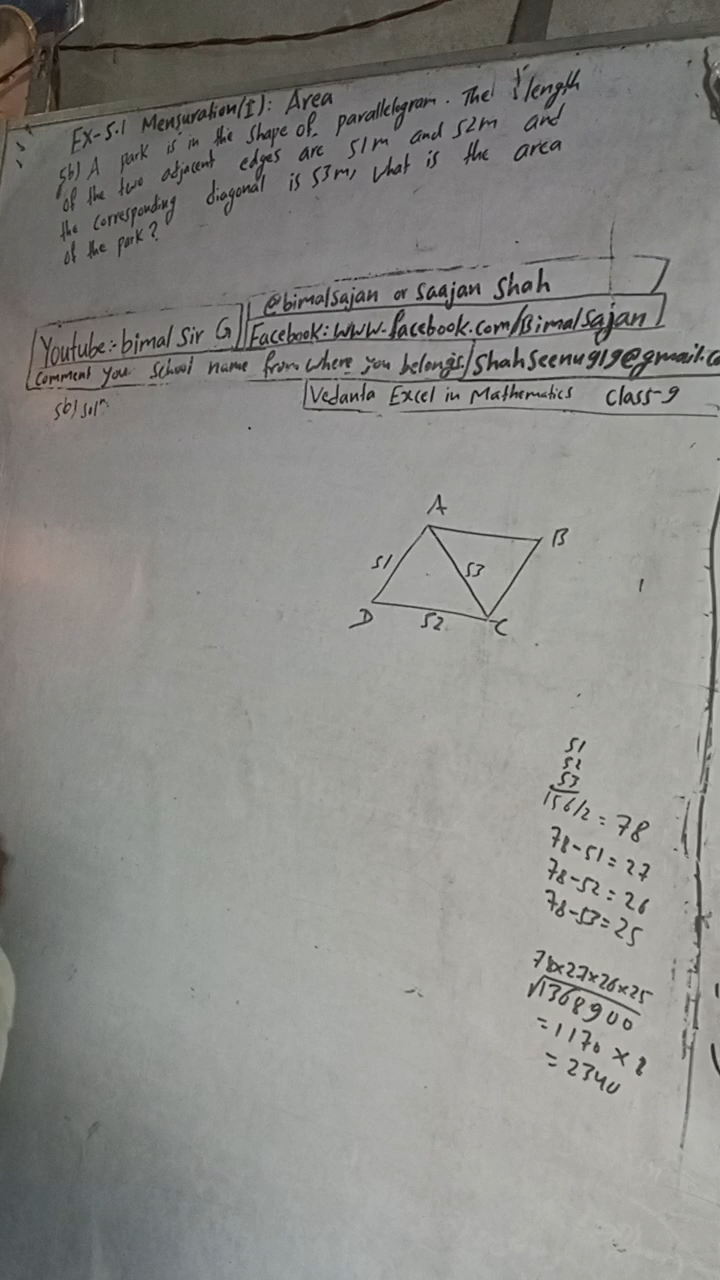 Ex-5.1 Mensuration(I): Area
5b) A park is in the shape of parallelogram. The length
of the two adjacent edges are 51m and 52m and
the corresponding diagonal is 53m, what is the area
of the park?
@bimalsajan or Saajan Shah
Youtube:-bimal Sir G
Facebook: www.facebook.com/Bimalsajan
Comment your School name from where you belongs
Shahseenu919@gmail.co
5b) solⁿ
Vedanta Excel in Mathematics Class-9
A
B
51
53
D
52
C
51
52
53
156/2 = 78
78-51=27
78-52=26
78-53=25
78x27x26x25
√1368900
=1170 x 2
=2340